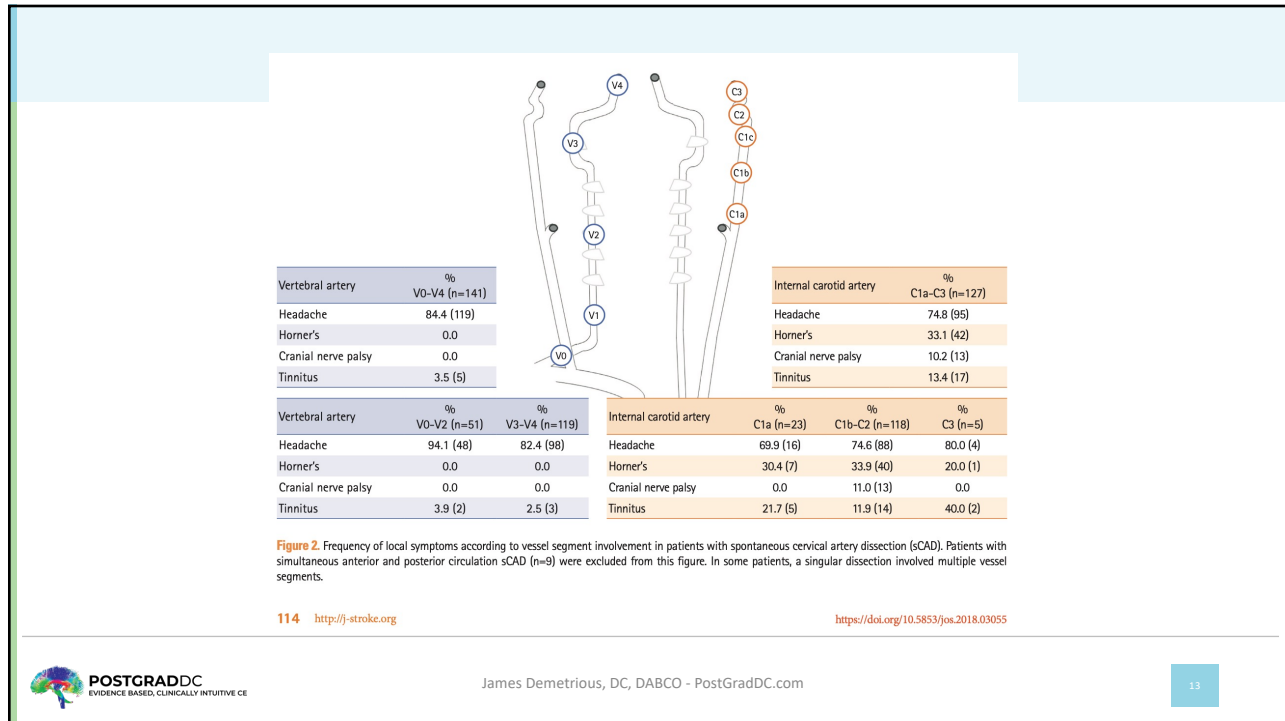 V4
C3
C2
C1c
V3
C1b
C1a
V2
V1
V0
Vertebral artery % V0-V4 (n=141)
Headache 84.4 (119)
Horner's 0.0
Cranial nerve palsy 0.0
Tinnitus 3.5 (5)
Internal carotid artery % C1a-C3 (n=127)
Headache 74.8 (95)
Horner's 33.1 (42)
Cranial nerve palsy 10.2 (13)
Tinnitus 13.4 (17)
Vertebral artery % V0-V2 (n=51) % V3-V4 (n=119)
Headache 94.1 (48) 82.4 (98)
Horner's 0.0 0.0
Cranial nerve palsy 0.0 0.0
Tinnitus 3.9 (2) 2.5 (3)
Internal carotid artery % C1a (n=23) % C1b-C2 (n=118) % C3 (n=5)
Headache 69.9 (16) 74.6 (88) 80.0 (4)
Horner's 30.4 (7) 33.9 (40) 20.0 (1)
Cranial nerve palsy 0.0 11.0 (13) 0.0
Tinnitus 21.7 (5) 11.9 (14) 40.0 (2)
Figure 2. Frequency of local symptoms according to vessel segment involvement in patients with spontaneous cervical artery dissection (sCAD). Patients with
simultaneous anterior and posterior circulation sCAD (n=9) were excluded from this figure. In some patients, a singular dissection involved multiple vessel
segments.
114 http://j-stroke.org https://doi.org/10.5853/jos.2018.03055
POSTGRADDC
EVIDENCE BASED, CLINICALLY INTUITIVE CE
James Demetrious, DC, DABCO - PostGradDC.com
13